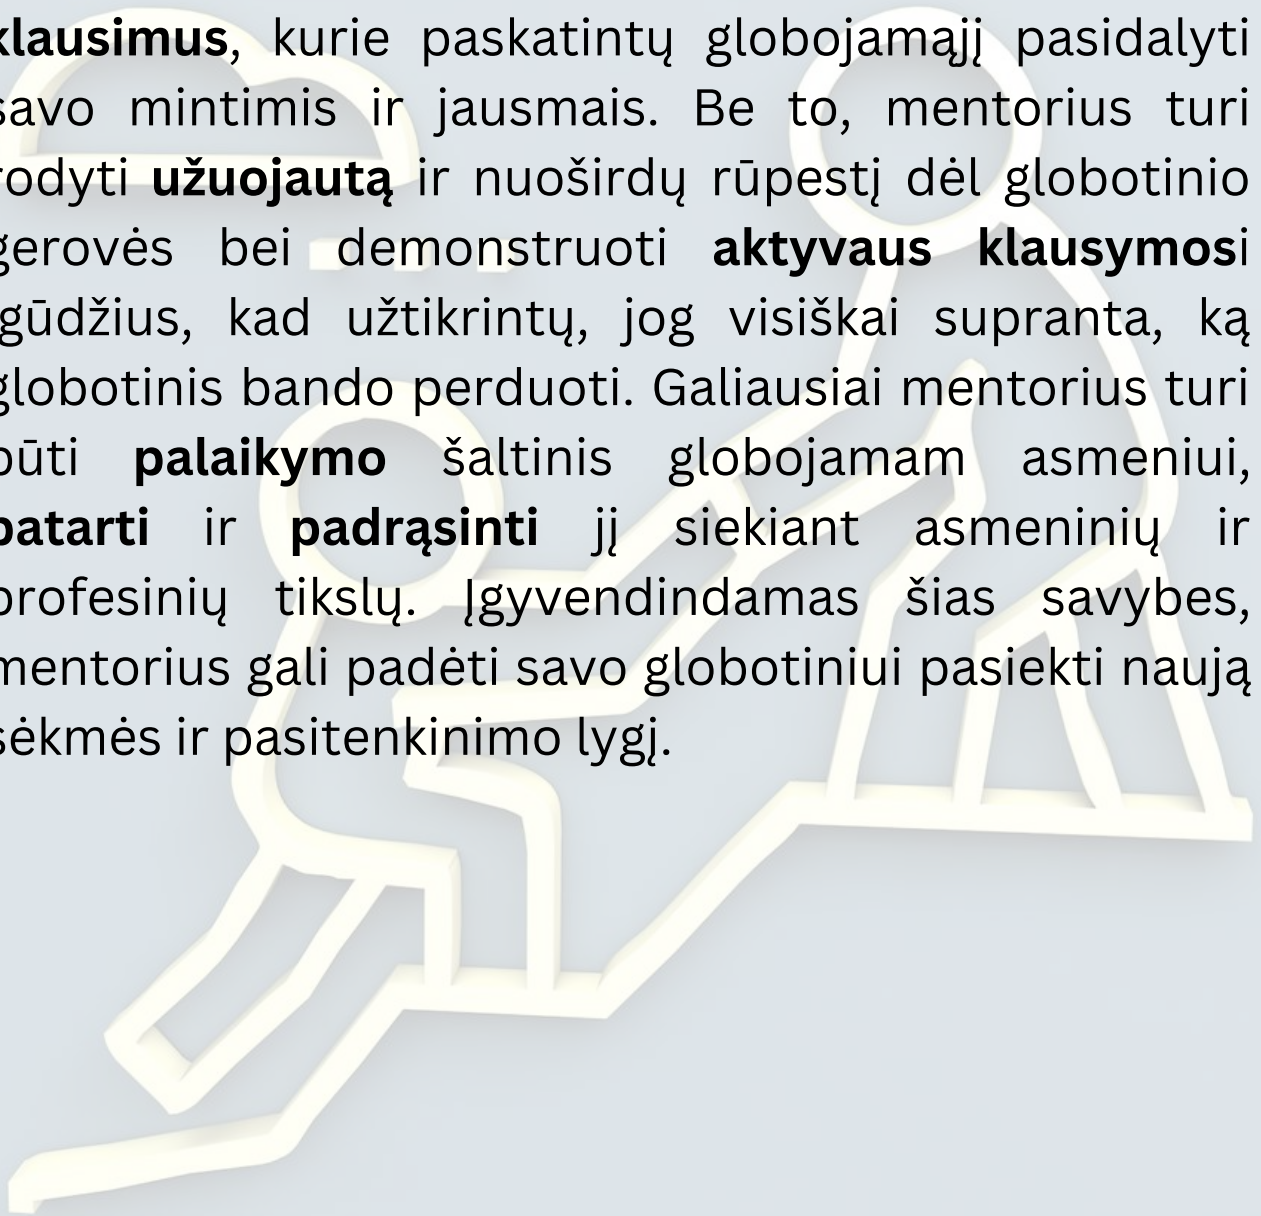 klausimus, kurie paskatintų globojamąjį pasidalyti
savo mintimis ir jausmais. Be to, mentorius turi
rodyti užuojautą ir nuoširdų rūpestį dėl globotinio
gerovės bei demonstruoti aktyvaus klausymosi
įgūdžius, kad užtikrintų, jog visiškai supranta, ką
globotinis bando perduoti. Galiausiai mentorius turi
būti palaikymo šaltinis globojamam asmeniui,
patarti ir padrąsinti jį siekiant asmeninių ir
profesinių tikslų. Įgyvendindamas šias savybes,
mentorius gali padėti savo globotiniui pasiekti naują
sėkmės ir pasitenkinimo lygį.